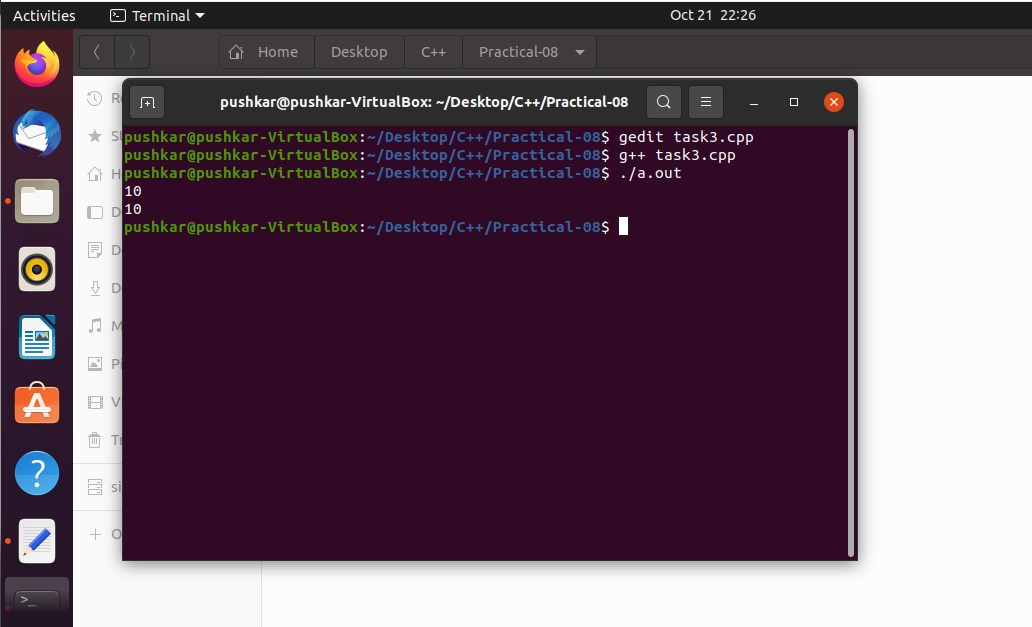 Activities Terminal Oct 21 22:26
Home Desktop C++ Practical-08
pushkar@pushkar-VirtualBox: ~/Desktop/C++/Practical-08
pushkar@pushkar-VirtualBox:~/Desktop/C++/Practical-08$ gedit task3.cpp
pushkar@pushkar-VirtualBox:~/Desktop/C++/Practical-08$ g++ task3.cpp
pushkar@pushkar-VirtualBox:~/Desktop/C++/Practical-08$ ./a.out
10
10
pushkar@pushkar-VirtualBox:~/Desktop/C++/Practical-08$